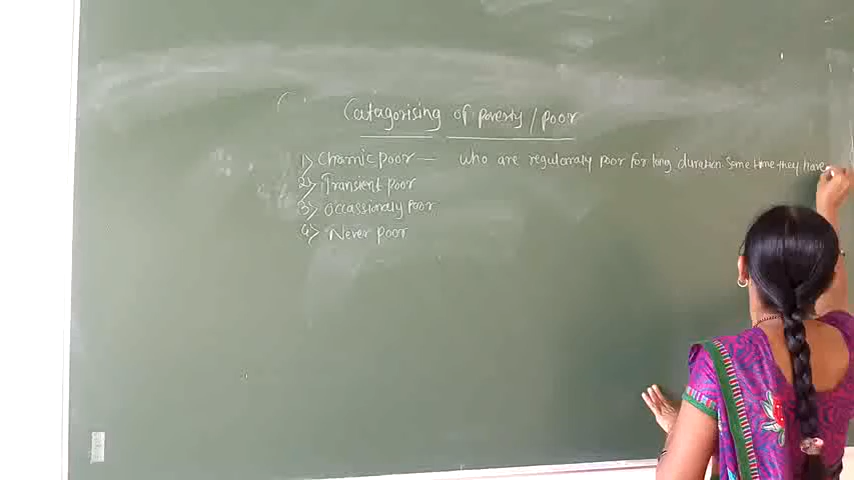 Catagorising of poverty / poor
1) Chronic poor — who are regularraly poor for long duration. Some time they have
2) Transient poor
3) Occassionaly Poor
4) Never poor